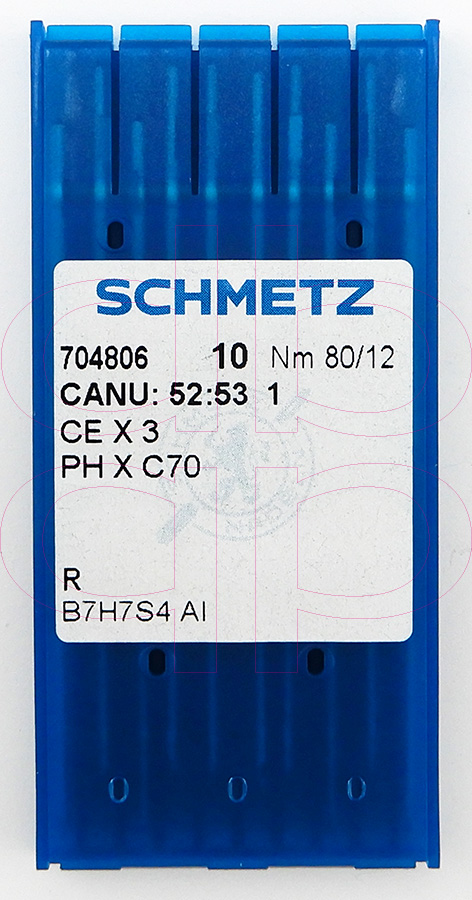 SCHMETZ
704806 10 Nm 80/12
CANU: 52:53 1
CE X 3
PH X C70
R
B7H7S4 AI